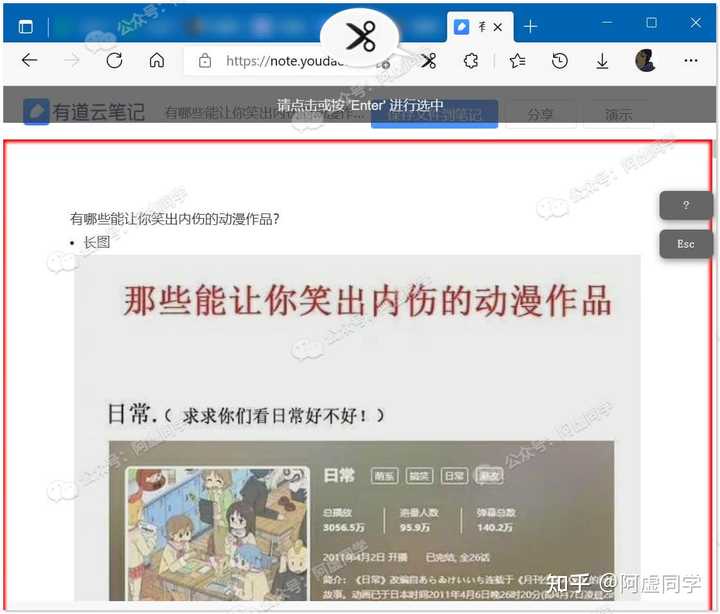 https://note.youdao
请点击或按 'Enter' 进行选中
有道云笔记
有哪些能让你笑出内伤的动漫作...
保存文件到笔记
分享
演示
?
Esc
有哪些能让你笑出内伤的动漫作品?
• 长图
那些能让你笑出内伤的动漫作品
日常.（求求你们看日常好不好！）
日常 萌系 搞笑 日常 漫改
总播放 追番人数 弹幕总数
3056.5万 95.9万 140.2万
2011年4月2日 开播 已完结, 全26话
简介：《日常》改编自あらゐけいいち连载于《月刊
故事。动画已于日本时间2011年4月6日晚26时20分
公众号：阿虚同学
知乎 @阿虚同学